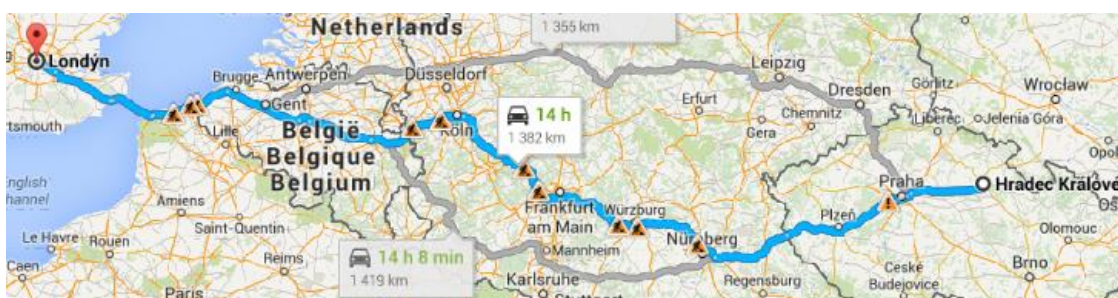 1 355 km
Netherlands
Londýn
Leipzig
Brugge
Antwerpen
Düsseldorf
Görlitz
Wrocław
Dresden
Gent
14 h
Erfurt
Chemnitz
Liberec
Jelenia Góra
Lille
België
Köln
1 382 km
Gera
Belgique
English
Channel
Belgium
Praha
Hradec Králové
Amiens
Frankfurt
Würzburg
am Main
Plzeň
Le Havre
Rouen
Saint-Quentin
14 h 8 min
Mannheim
Nürnberg
Olomouc
Caen
Reims
1 419 km
Karlsruhe
Regensburg
České
Budejovice
Brno
Paris